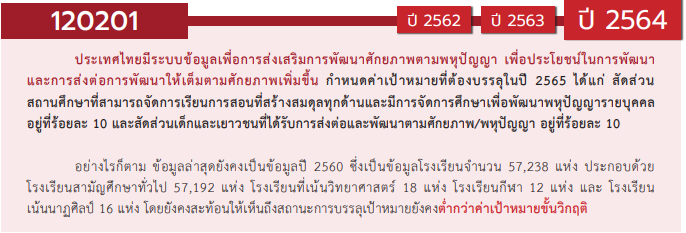 120201
ปี 2562
ปี 2563
ปี 2564
ประเทศไทยมีระบบข้อมูลเพื่อการส่งเสริมการพัฒนาศักยภาพตามพหุปัญญา เพื่อประโยชน์ในการพัฒนา
และการส่งต่อการพัฒนาให้เต็มตามศักยภาพเพิ่มขึ้น กำหนดค่าเป้าหมายที่ต้องบรรลุในปี 2565 ได้แก่ สัดส่วน
สถานศึกษาที่สามารถจัดการเรียนการสอนที่สร้างสมดุลทุกด้านและมีการจัดการศึกษาเพื่อพัฒนาพหุปัญญารายบุคคล
อยู่ที่ร้อยละ 10 และสัดส่วนเด็กและเยาวชนที่ได้รับการส่งต่อและพัฒนาตามศักยภาพ/พหุปัญญา อยู่ที่ร้อยละ 10
อย่างไรก็ตาม ข้อมูลล่าสุดยังคงเป็นข้อมูลปี 2560 ซึ่งเป็นข้อมูลโรงเรียนจำนวน 57,238 แห่ง ประกอบด้วย
โรงเรียนสามัญศึกษาทั่วไป 57,192 แห่ง โรงเรียนที่เน้นวิทยาศาสตร์ 18 แห่ง โรงเรียนกีฬา 12 แห่ง และ โรงเรียน
เน้นนาฏศิลป์ 16 แห่ง โดยยังคงสะท้อนให้เห็นถึงสถานะการบรรลุเป้าหมายยังคงต่ำกว่าค่าเป้าหมายขั้นวิกฤติ